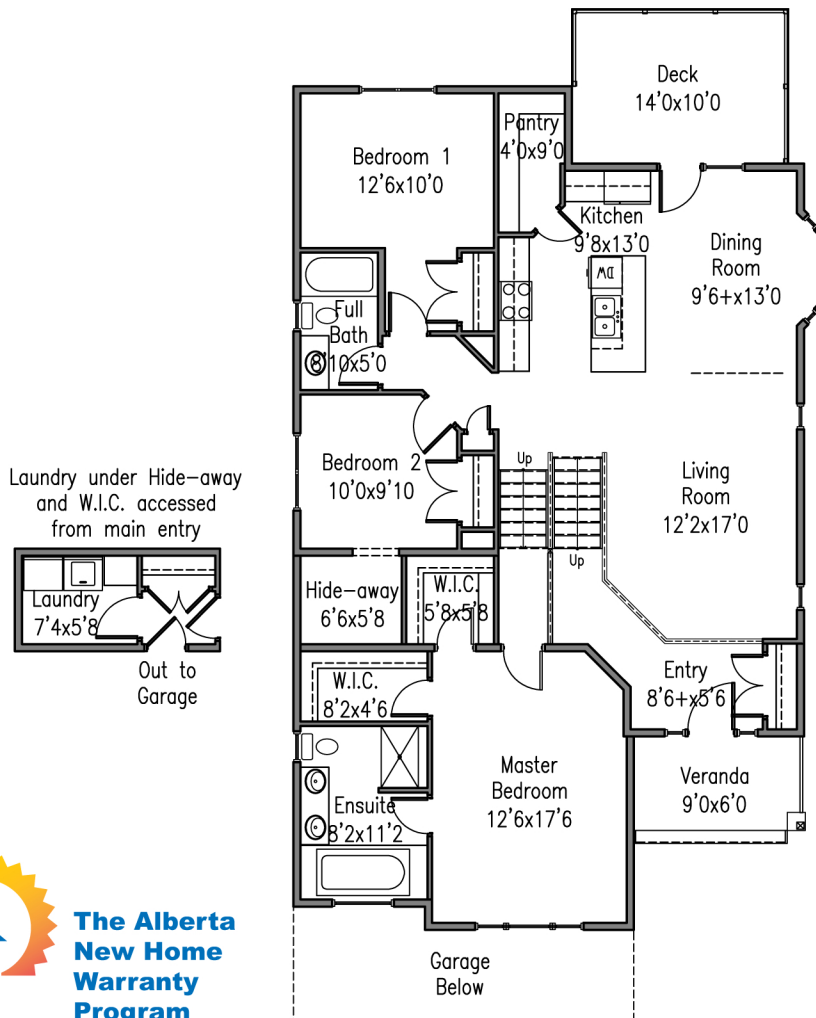 Deck
14'0x10'0
Pantry
4'0x9'0
Bedroom 1
12'6x10'0
Kitchen
9'8x13'0
Dining
Room
9'6+x13'0
DW
Full
Bath
8'10x5'0
Bedroom 2
10'0x9'10
Up
Up
Living
Room
12'2x17'0
Laundry under Hide-away
and W.I.C. accessed
from main entry
Laundry
7'4x5'8
Out to
Garage
Hide-away
6'6x5'8
W.I.C.
5'8x5'8
W.I.C.
8'2x4'6
Entry
8'6+x5'6
Master
Bedroom
12'6x17'6
Veranda
9'0x6'0
Ensuite
8'2x11'2
Garage
Below
The Alberta
New Home
Warranty
Program